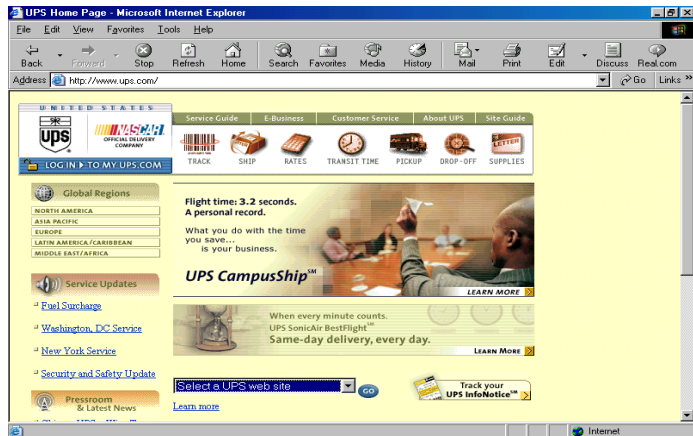 UPS Home Page - Microsoft Internet Explorer
File Edit View Favorites Tools Help
Back Forward Stop Refresh Home Search Favorites Media History Mail Print Edit Discuss Real.com
Address http://www.ups.com/ Go Links »
UNITED STATES
ups
NASCAR
OFFICIAL DELIVERY
COMPANY
LOG IN TO MY UPS.COM
Service Guide E-Business Customer Service About UPS Site Guide
LETTER
TRACK SHIP RATES TRANSIT TIME PICKUP DROP-OFF SUPPLIES
Global Regions
NORTH AMERICA
ASIA PACIFIC
EUROPE
LATIN AMERICA/CARIBBEAN
MIDDLE EAST/AFRICA
Service Updates
Fuel Surcharge
Washington, DC Service
New York Service
Security and Safety Update
Pressroom
& Latest News
Flight time: 3.2 seconds.
A personal record.
What you do with the time
you save...
is your business.
UPS CampusShip℠
LEARN MORE
When every minute counts.
UPS SonicAir BestFlight℠
Same-day delivery, every day.
LEARN MORE
Select a UPS web site GO
Learn more
Track your
UPS InfoNotice℠
Internet